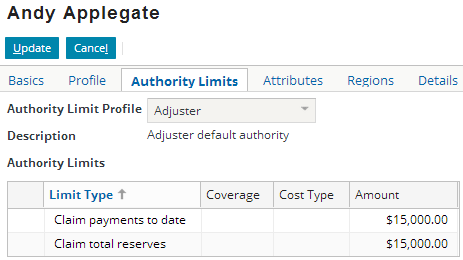 Andy Applegate
Update Cancel
Basics Profile Authority Limits Attributes Regions Details
Authority Limit Profile Adjuster
Description Adjuster default authority
Authority Limits
Limit Type ↑ Coverage Cost Type Amount
Claim payments to date $15,000.00
Claim total reserves $15,000.00